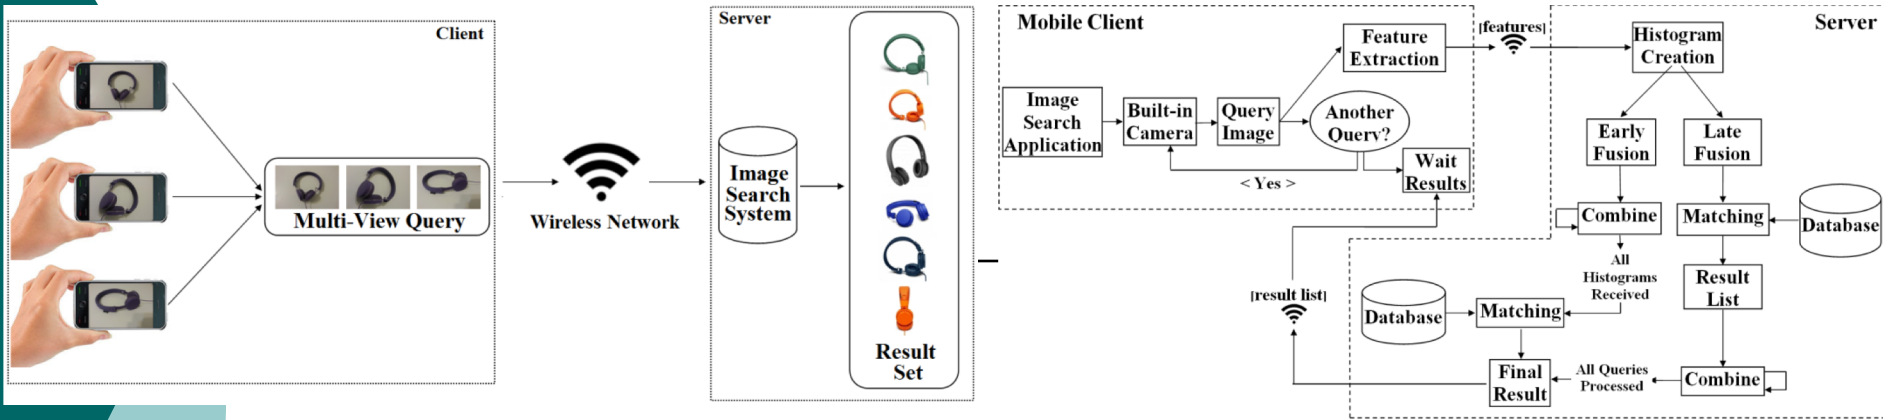 Client
Multi-View Query
Wireless Network
Server
Image
Search
System
Result
Set
Mobile Client
Image
Search
Application
Built-in
Camera
Query
Image
Another
Query?
Feature
Extraction
Wait
Results
< Yes >
[features]
Server
Histogram
Creation
Early
Fusion
Late
Fusion
Combine
Matching
Database
All
Histograms
Received
Result
List
[result list]
Database
Matching
Final
Result
All Queries
Processed
Combine